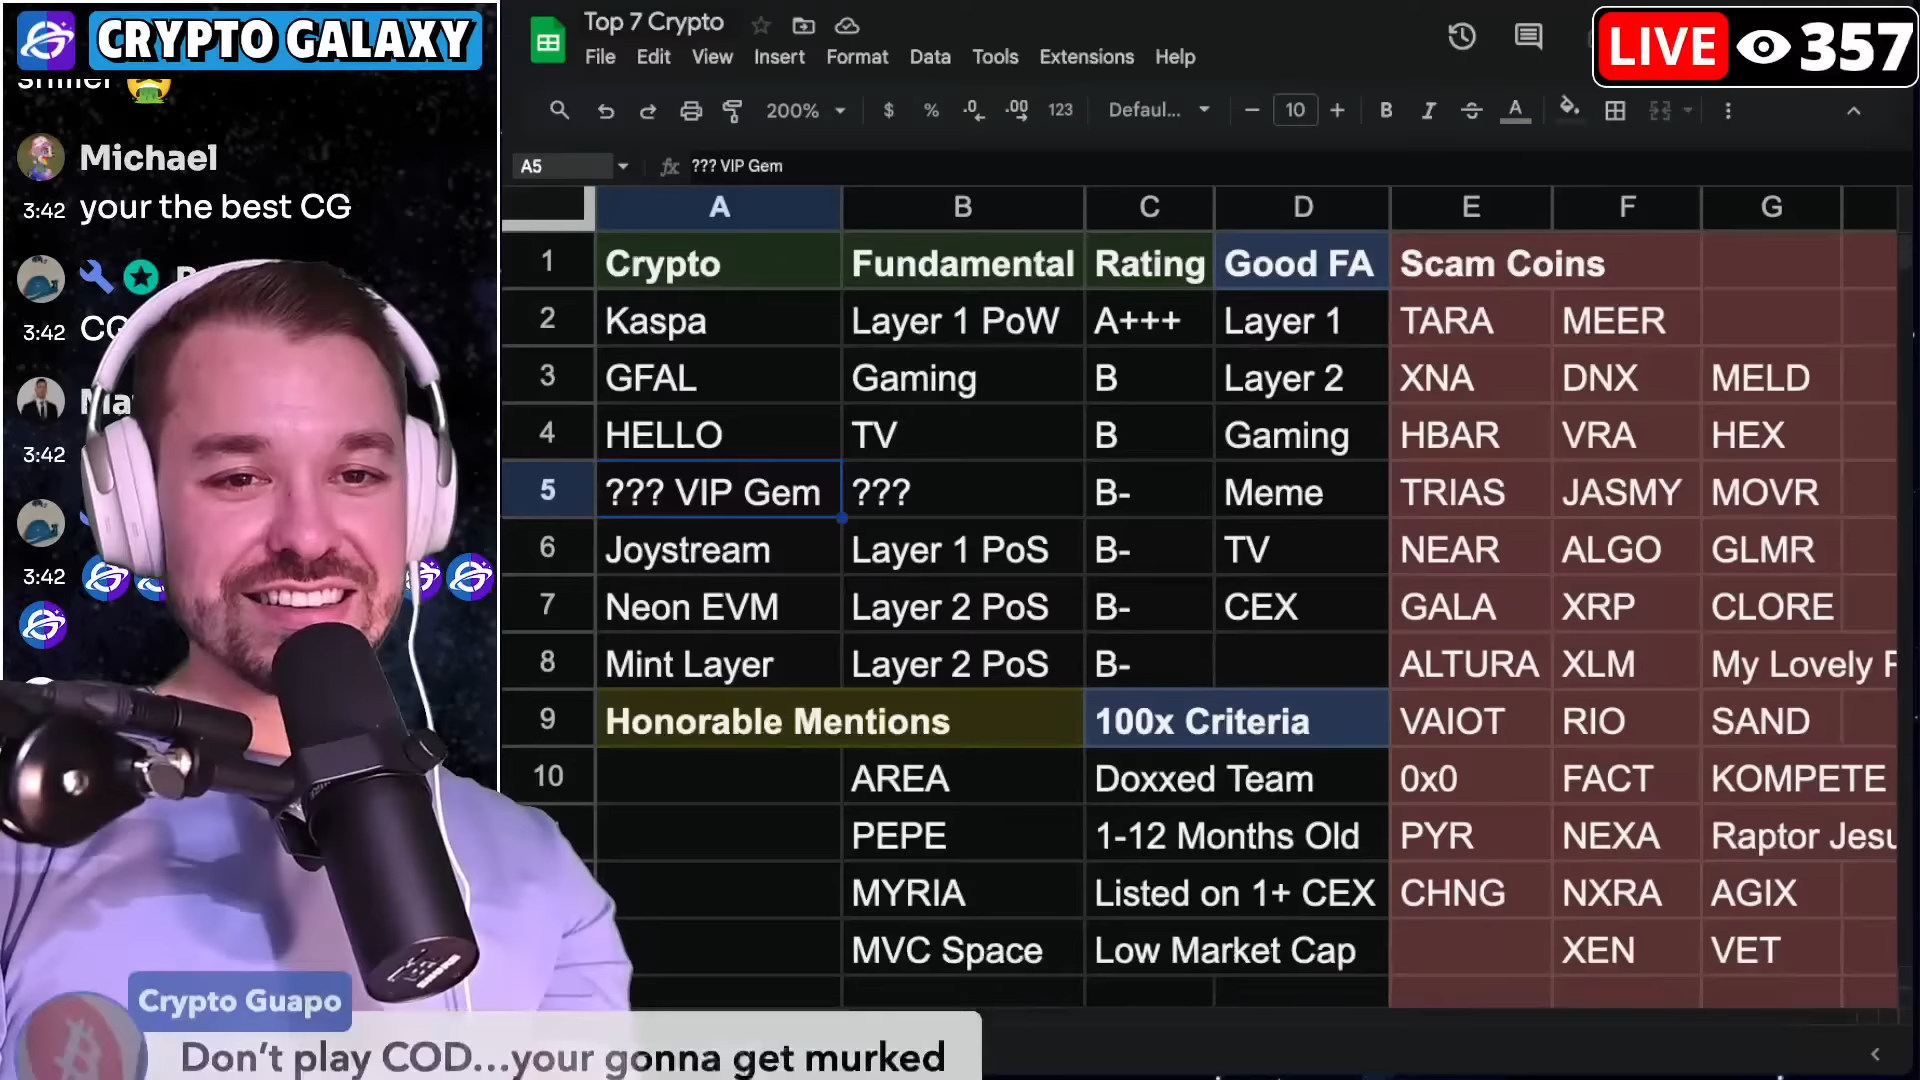 CRYPTO GALAXY
Michael
3:42 your the best CG
3:42 CG
Ma
3:42
3:42
Crypto Guapo
Don't play COD...your gonna get murked
Top 7 Crypto
File Edit View Insert Format Data Tools Extensions Help
LIVE 357
200% $ % .0 .00 123 Defaul... 10 B I S A
A5 fx ??? VIP Gem
A B C D E F G
1 Crypto Fundamental Rating Good FA Scam Coins
2 Kaspa Layer 1 PoW A+++ Layer 1 TARA MEER
3 GFAL Gaming B Layer 2 XNA DNX MELD
4 HELLO TV B Gaming HBAR VRA HEX
5 ??? VIP Gem ??? B- Meme TRIAS JASMY MOVR
6 Joystream Layer 1 PoS B- TV NEAR ALGO GLMR
7 Neon EVM Layer 2 PoS B- CEX GALA XRP CLORE
8 Mint Layer Layer 2 PoS B- ALTURA XLM My Lovely
9 Honorable Mentions 100x Criteria VAIOT RIO SAND
10 AREA Doxxed Team 0x0 FACT KOMPETE
PEPE 1-12 Months Old PYR NEXA Raptor Jesu
MYRIA Listed on 1+ CEX CHNG NXRA AGIX
MVC Space Low Market Cap XEN VET